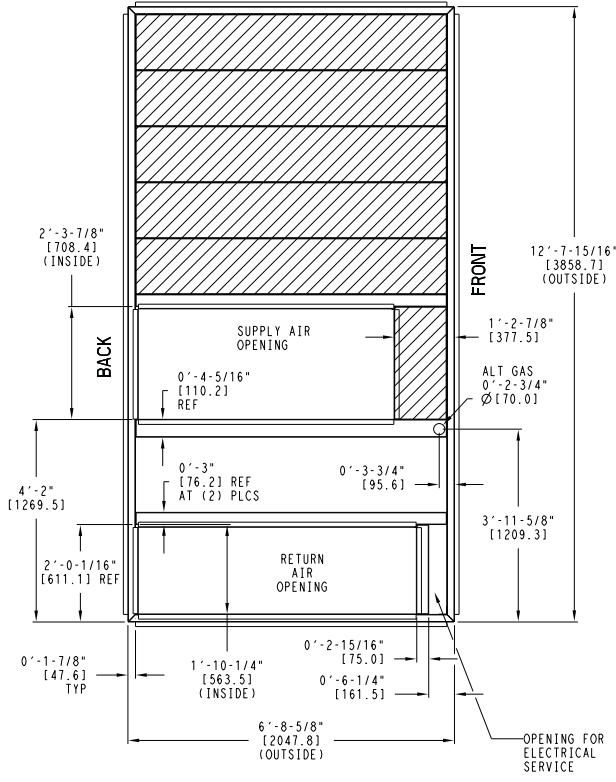 2'-3-7/8"
[708.4]
(INSIDE)
12'-7-15/16"
[3858.7]
(OUTSIDE)
FRONT
SUPPLY AIR
OPENING
1'-2-7/8"
[377.5]
BACK
0'-4-5/16"
[110.2]
REF
ALT GAS
0'-2-3/4"
Ø[70.0]
0'-3"
[76.2] REF
AT (2) PLCS
0'-3-3/4"
[95.6]
4'-2"
[1269.5]
3'-11-5/8"
[1209.3]
2'-0-1/16"
[611.1] REF
RETURN
AIR
OPENING
0'-1-7/8"
[47.6]
TYP
1'-10-1/4"
[563.5]
(INSIDE)
0'-2-15/16"
[75.0]
0'-6-1/4"
[161.5]
6'-8-5/8"
[2047.8]
(OUTSIDE)
OPENING FOR
ELECTRICAL
SERVICE